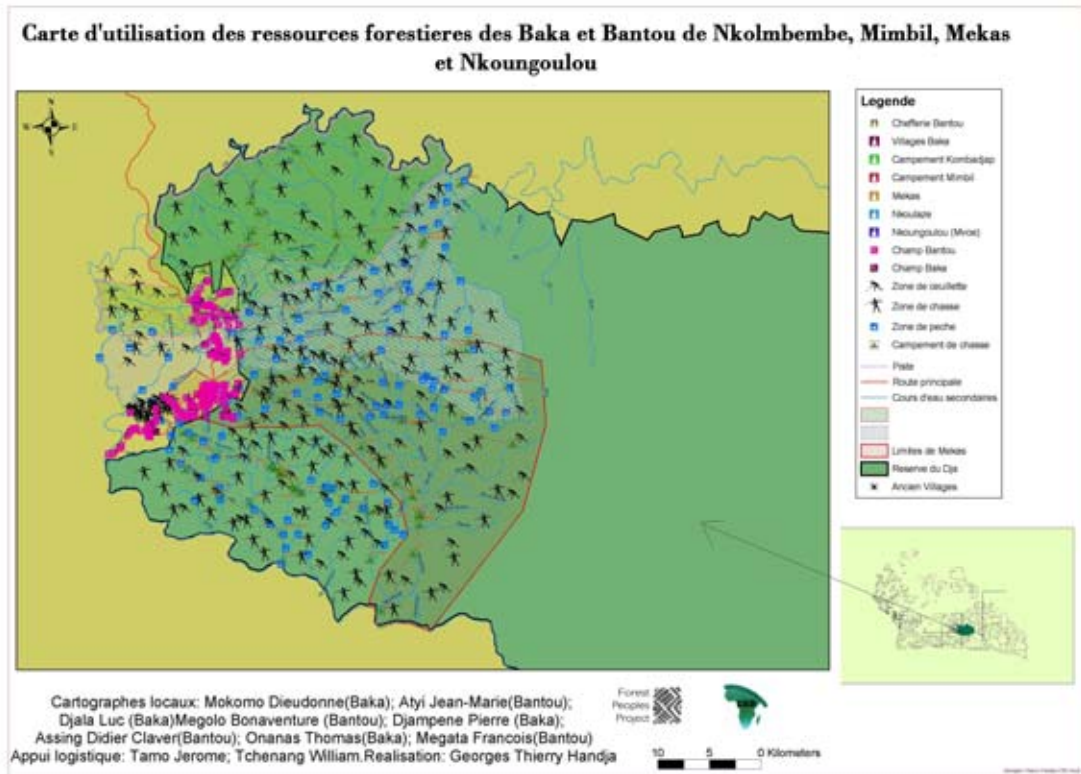 Carte d'utilisation des ressources forestieres des Baka et Bantou de Nkolmbembe, Mimbil, Mekas
et Nkoungoulou
N
W E
S
Legende
Chefferie Bantou
Villages Baka
Campement Kombadjap
Campement Mimbil
Mekas
Nkoulaze
Nkoungoulou (Mvoe)
Champ Bantou
Champ Baka
Zone de ceuillette
Zone de chasse
Zone de peche
Campement de chasse
Piste
Route principale
Cours d'eau secondaires
Limites de Mekas
Reserve du Dja
Ancien Villages
Cartographes locaux: Mokomo Dieudonne(Baka); Atyi Jean-Marie(Bantou);
Djala Luc (Baka)Megolo Bonaventure (Bantou); Djampene Pierre (Baka);
Assing Didier Claver(Bantou); Onanas Thomas(Baka); Megata Francois(Bantou)
Appui logistique: Tamo Jerome; Tchenang William.Realisation: Georges Thierry Handja
Forest
Peoples
Project
10 5 0 Kilometers